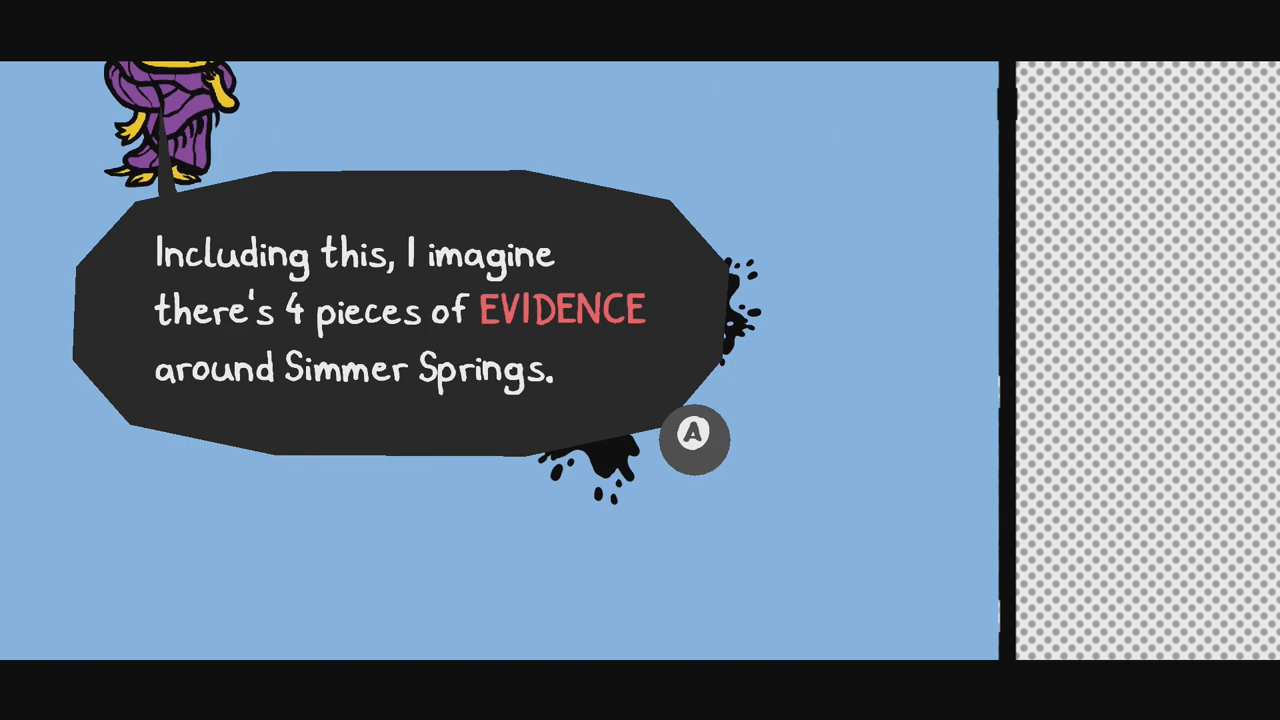 Including this, I imagine
there's 4 pieces of EVIDENCE
around Simmer Springs.
A